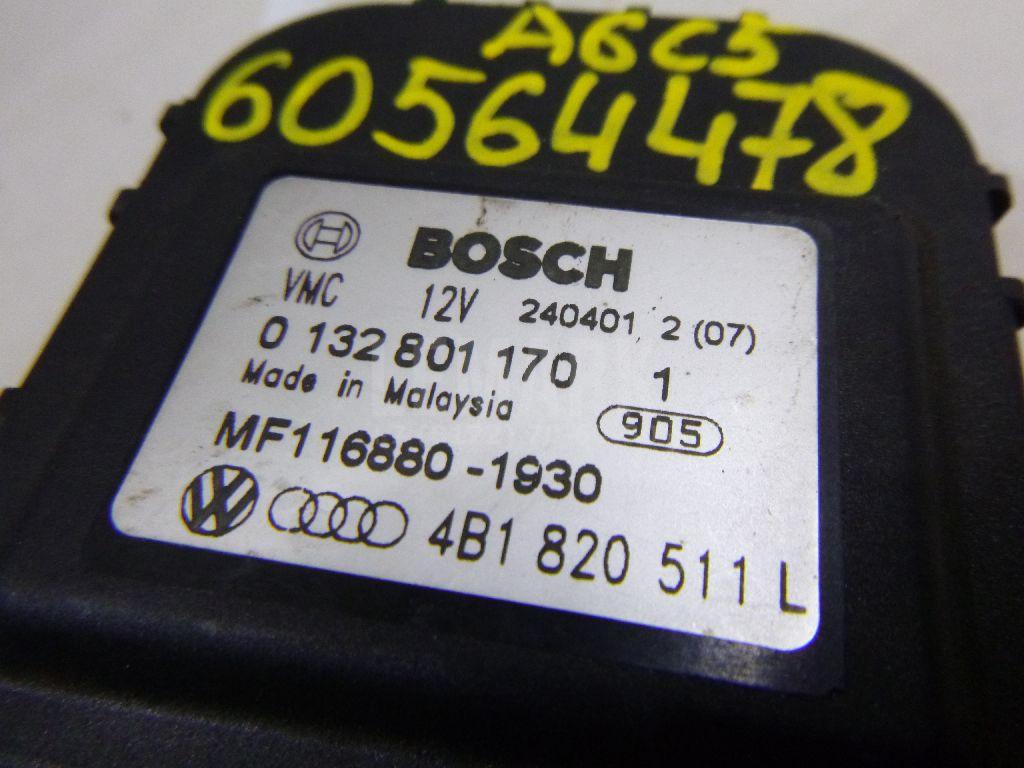 A6C5
60564478
BOSCH
VMC 12V 240401 2 (07)
0 132 801 170 1
Made in Malaysia 905
MF116880-1930
4B1 820 511 L